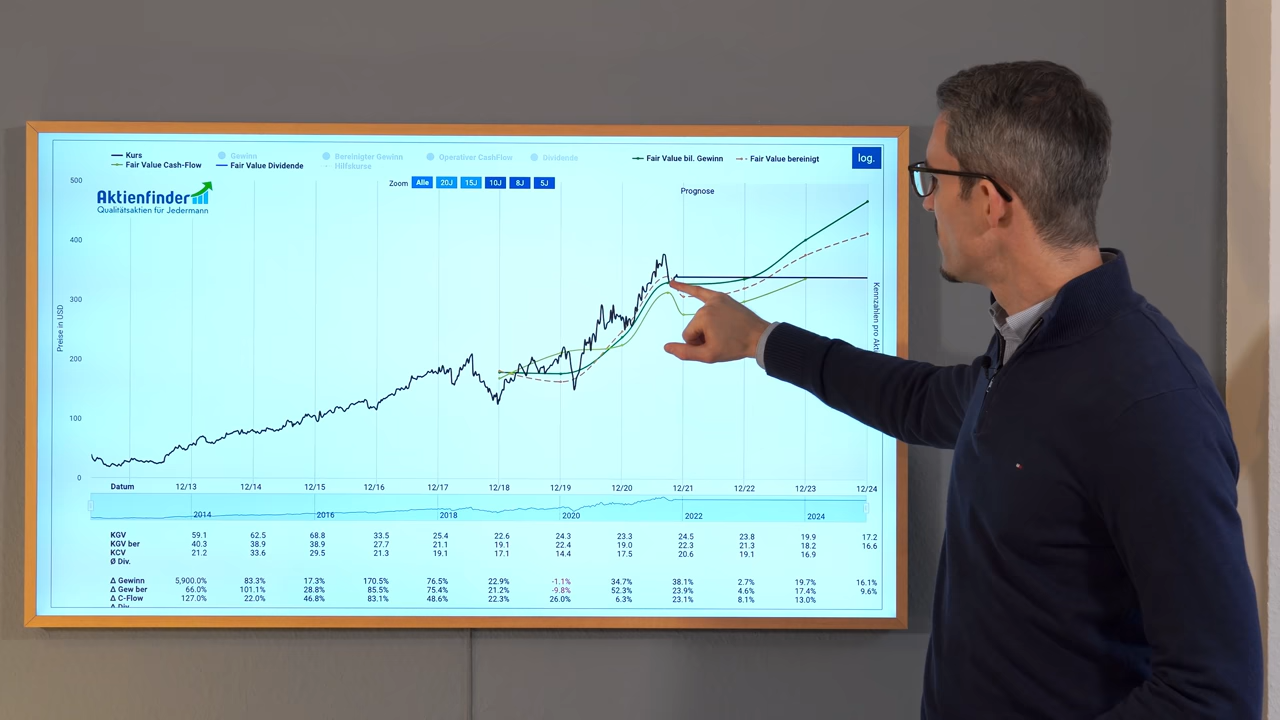 Kurs
Gewinn
Bereinigter Gewinn
Operativer CashFlow
Dividende
Fair Value bil. Gewinn
Fair Value bereinigt
log.
Fair Value Cash-Flow
Fair Value Dividende
Hilfskurse
Zoom Alle 20J 15J 10J 8J 5J
Prognose
Aktienfinder
Qualitätsaktien für Jedermann
500
400
300
200
100
0
Preise in USD
Kennzahlen pro Akt
Datum 12/13 12/14 12/15 12/16 12/17 12/18 12/19 12/20 12/21 12/22 12/23 12/24
2014 2016 2018 2020 2022 2024
KGV 59.1 62.5 68.8 33.5 25.4 22.6 24.3 23.3 24.5 23.8 19.9 17.2
KGV ber 40.3 38.9 38.9 27.7 23.1 19.1 22.4 19.0 22.3 21.3 18.2 16.6
KCV 21.2 33.6 29.5 21.3 19.1 17.1 14.4 17.5 20.6 19.1 16.9
Ø Div.
Δ Gewinn 5,900.0% 83.3% 17.3% 170.5% 76.5% 22.9% -1.1% 34.7% 38.1% 2.7% 19.7% 16.1%
Δ Gew ber 66.0% 101.1% 28.8% 85.5% 75.4% 21.2% -9.8% 52.3% 23.9% 4.6% 17.4% 9.6%
Δ C-Flow 127.0% 22.0% 46.8% 83.1% 48.6% 22.3% 26.0% 6.3% 23.1% 8.1% 13.0%
Δ Div